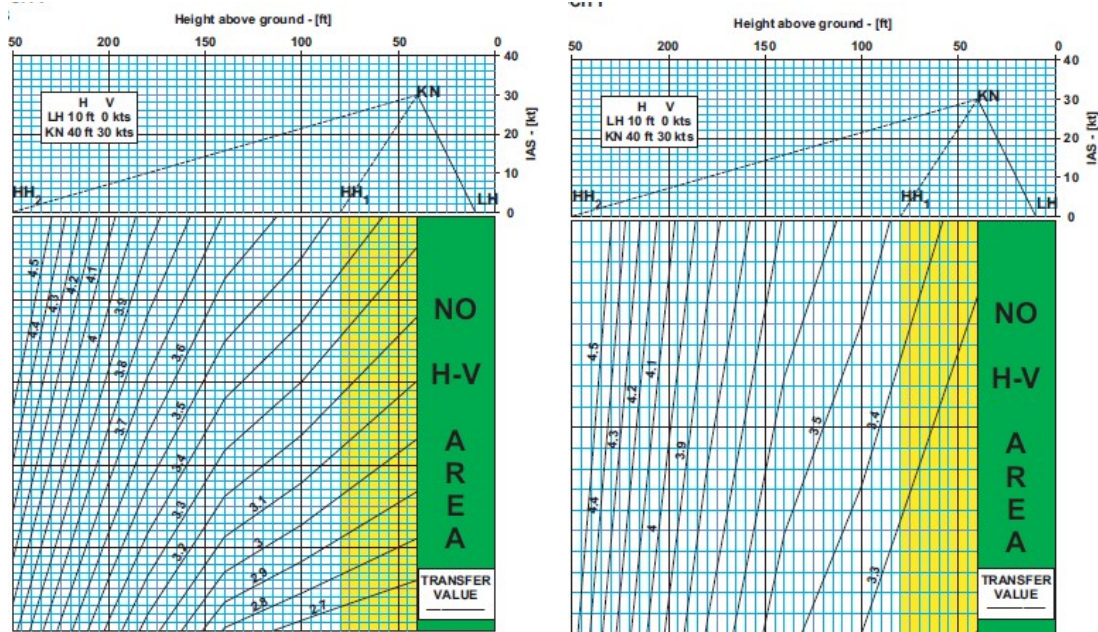 Height above ground - [ft]
50 200 150 100 50 0
40
30
20
10
0
IAS - [kt]
KN
H V
LH 10 ft 0 kts
KN 40 ft 30 kts
HH2
HH1
LH
4.5
4.4
4.3
4.2
4.1
4
3.9
3.8
3.7
3.6
3.5
3.4
3.3
3.2
3.1
3
2.9
2.8
2.7
NO
H-V
A
R
E
A
TRANSFER
VALUE
Height above ground - [ft]
50 200 150 100 50 0
40
30
20
10
0
IAS - [kt]
KN
H V
LH 10 ft 0 kts
KN 40 ft 30 kts
HH2
HH1
LH
4.5
4.4
4.3
4.2
4.1
4
3.9
3.5
3.4
3.3
NO
H-V
A
R
E
A
TRANSFER
VALUE